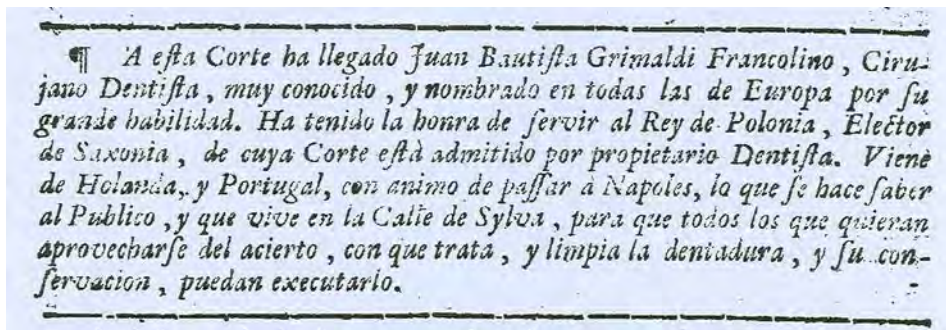 ¶ A eſta Corte ha llegado Juan Bautiſta Grimaldi Francolino, Ciru-
jano Dentiſta, muy conocido, y nombrado en todas las de Europa por ſu
grande habilidad. Ha tenido la honra de ſervir al Rey de Polonia, Elector
de Saxonia, de cuya Corte eſtà admitido por propietario Dentiſta. Viene
de Holanda, y Portugal, con animo de paſſar à Napoles, lo que ſe hace ſaber
al Publico, y que vive en la Calle de Sylva, para que todos los que quieran
aprovecharſe del acierto, con que trata, y limpia la dentadura, y ſu con-
ſervacion, puedan executarlo.